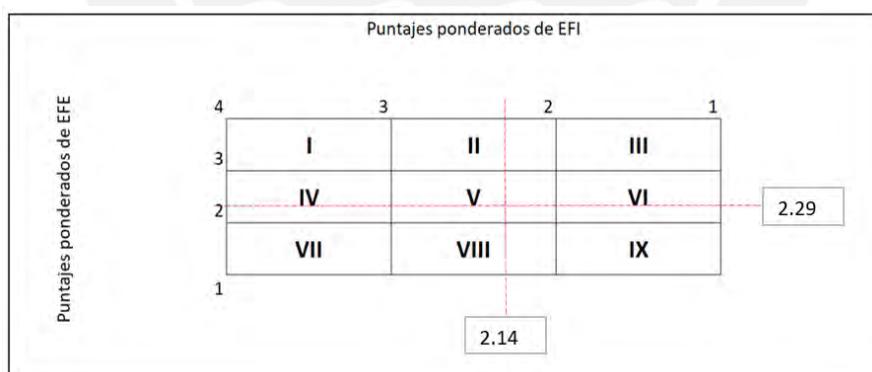 Puntajes ponderados de EFI
Puntajes ponderados de EFE
4 3 2 1
I II III
3
IV V VI
2
2.29
VII VIII IX
1
2.14